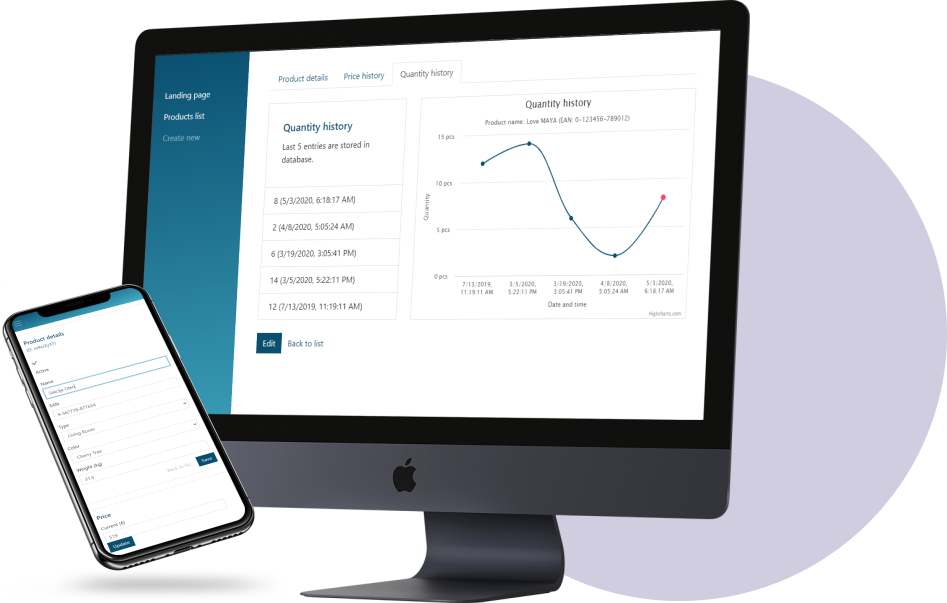 Landing page
Products list
Create new
Product details
Price history
Quantity history
Quantity history
Last 5 entries are stored in
database.
8 (5/3/2020, 6:18:17 AM)
2 (4/8/2020, 5:05:24 AM)
6 (3/19/2020, 3:05:41 PM)
14 (3/5/2020, 5:22:11 PM)
12 (7/13/2019, 11:19:11 AM)
Edit
Back to list
Quantity history
Product name: Lova MAYA (EAN: 0-123456-789012)
Quantity
15 pcs
10 pcs
5 pcs
0 pcs
7/13/2019,
11:19:11 AM
3/5/2020,
5:22:11 PM
3/19/2020,
3:05:41 PM
4/8/2020,
5:05:24 AM
5/3/2020,
6:18:17 AM
Date and time
Highcharts.com
Product details
Active
Name
EAN
Type
Living Room
Color
Cherry Tree
Weight (kg)
21.5
Back to list
Save
Price
Current (€)
Update